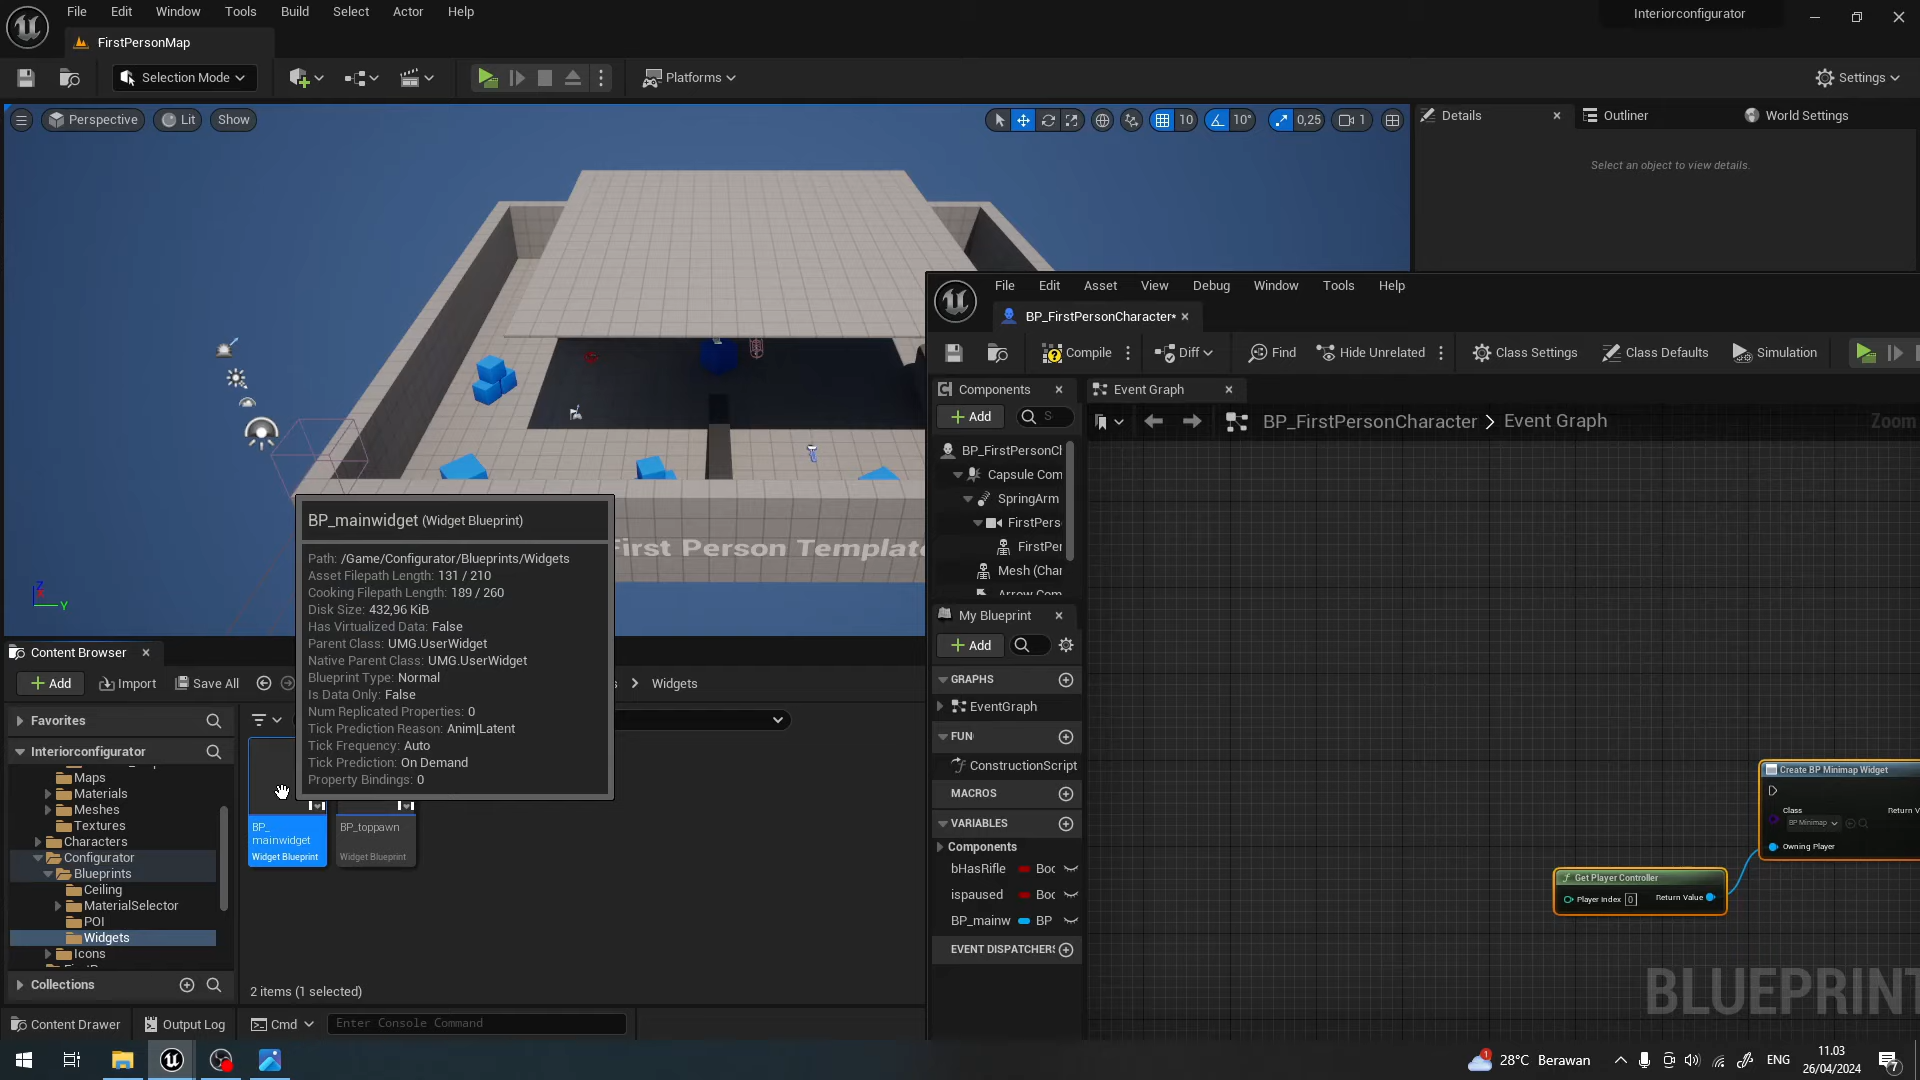 File Edit Window Tools Build Select Actor Help
Interiorconfigurator
FirstPersonMap
Selection Mode
Platforms
Settings
Perspective
Lit
Show
10
10°
0,25
1
Details
Outliner
World Settings
Select an object to view details.
File Edit Asset View Debug Window Tools Help
BP_FirstPersonCharacter*
Compile
Diff
Find
Hide Unrelated
Class Settings
Class Defaults
Simulation
Components
Event Graph
Add
S
BP_FirstPersonCharacter
Event Graph
Zoom
BP_FirstPersonCl
Capsule Com
SpringArm
FirstPers
FirstPer
Mesh (Char
Arrow Com
My Blueprint
Add
GRAPHS
EventGraph
FUN
ConstructionScript
MACROS
VARIABLES
Components
bHasRifle Boc
ispaused Boc
BP_mainw BP
EVENT DISPATCHERS
Create BP Minimap Widget
Class
Return V
BP Minimap
Owning Player
Get Player Controller
Player Index 0
Return Value
BLUEPRINT
First Person Template
Z
X
Y
BP_mainwidget (Widget Blueprint)
Path: /Game/Configurator/Blueprints/Widgets
Asset Filepath Length: 131 / 210
Cooking Filepath Length: 189 / 260
Disk Size: 432,96 KiB
Has Virtualized Data: False
Parent Class: UMG.UserWidget
Native Parent Class: UMG.UserWidget
Blueprint Type: Normal
Is Data Only: False
Num Replicated Properties: 0
Tick Prediction Reason: Anim|Latent
Tick Frequency: Auto
Tick Prediction: On Demand
Property Bindings: 0
Content Browser
Add
Import
Save All
s
Widgets
Favorites
Interiorconfigurator
Maps
Materials
Meshes
Textures
Characters
Configurator
Blueprints
Ceiling
MaterialSelector
POI
Widgets
Icons
Collections
BP_
mainwidget
Widget Blueprint
BP_toppawn
Widget Blueprint
2 items (1 selected)
Content Drawer
Output Log
Cmd
Enter Console Command
1
28°C Berawan
ENG
11.03
26/04/2024
7